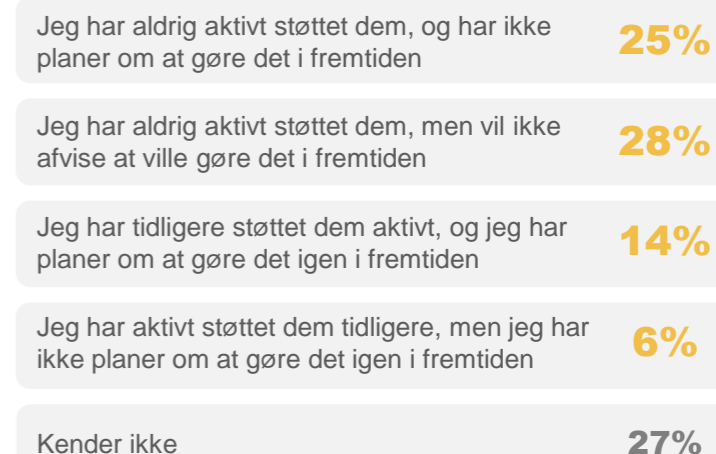 Jeg har aldrig aktivt støttet dem, og har ikke
planer om at gøre det i fremtiden
25%
Jeg har aldrig aktivt støttet dem, men vil ikke
afvise at ville gøre det i fremtiden
28%
Jeg har tidligere støttet dem aktivt, og jeg har
planer om at gøre det igen i fremtiden
14%
Jeg har aktivt støttet dem tidligere, men jeg har
ikke planer om at gøre det igen i fremtiden
6%
Kender ikke
27%